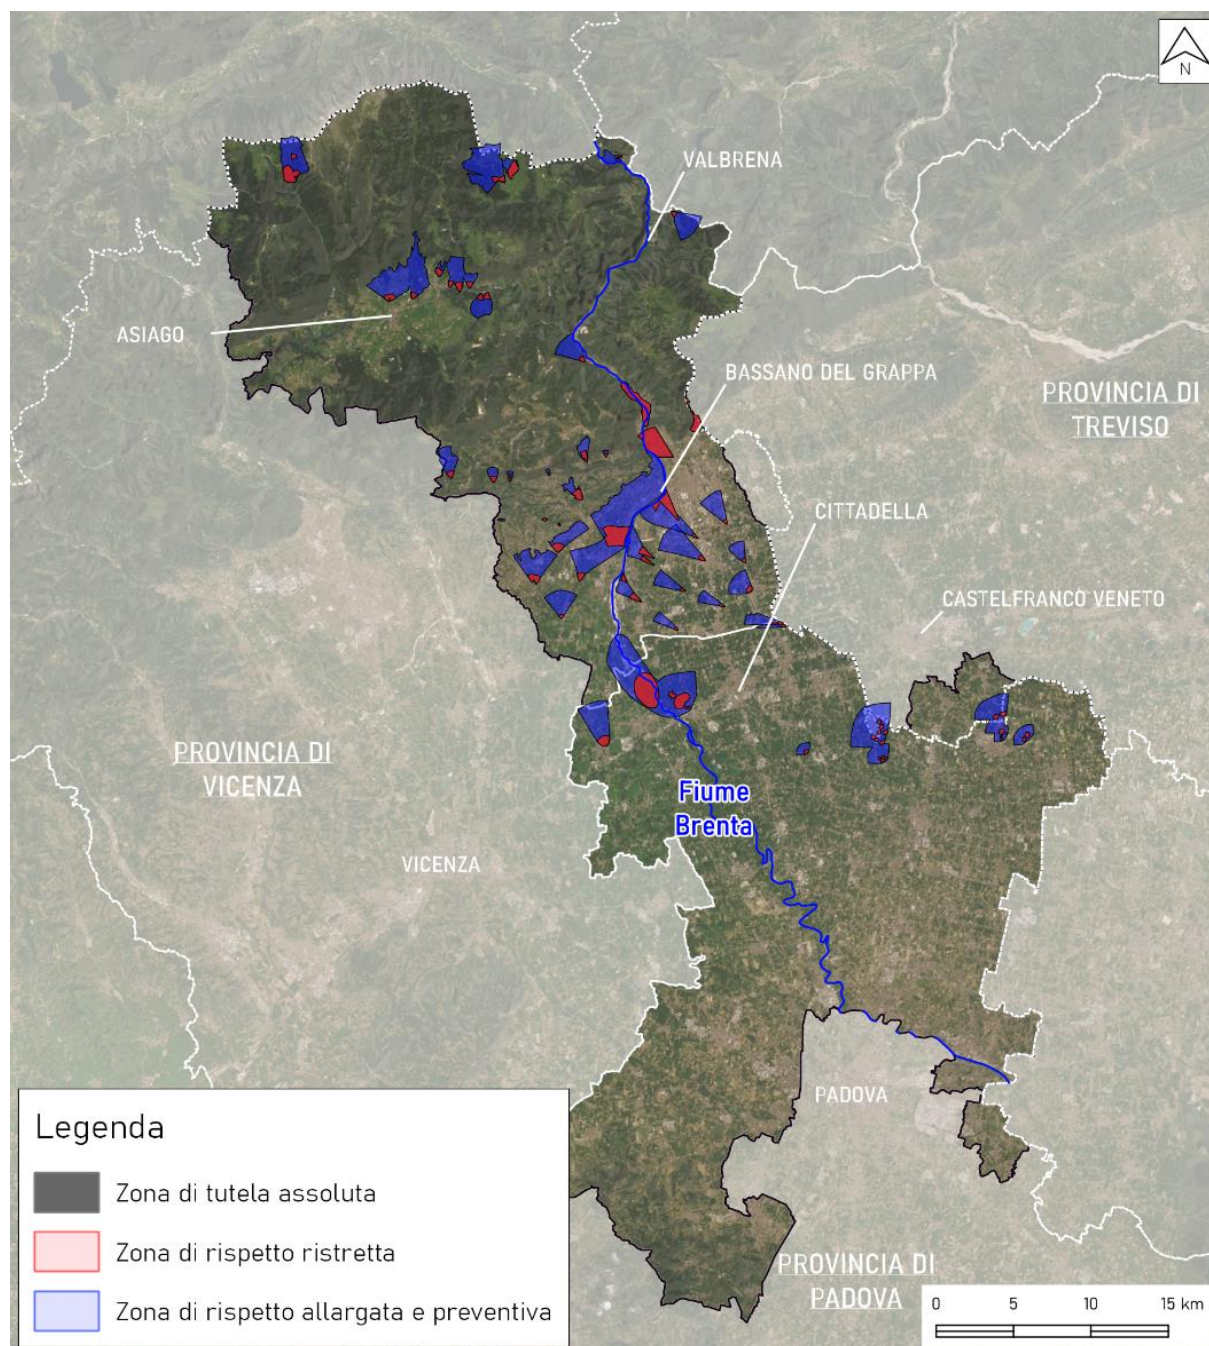 N
VALBRENA
ASIAGO
BASSANO DEL GRAPPA
PROVINCIA DI
TREVISO
CITTADELLA
CASTELFRANCO VENETO
PROVINCIA DI
VICENZA
Fiume
Brenta
VICENZA
PADOVA
Legenda
Zona di tutela assoluta
Zona di rispetto ristretta
Zona di rispetto allargata e preventiva
PROVINCIA DI
PADOVA
0 5 10 15 km